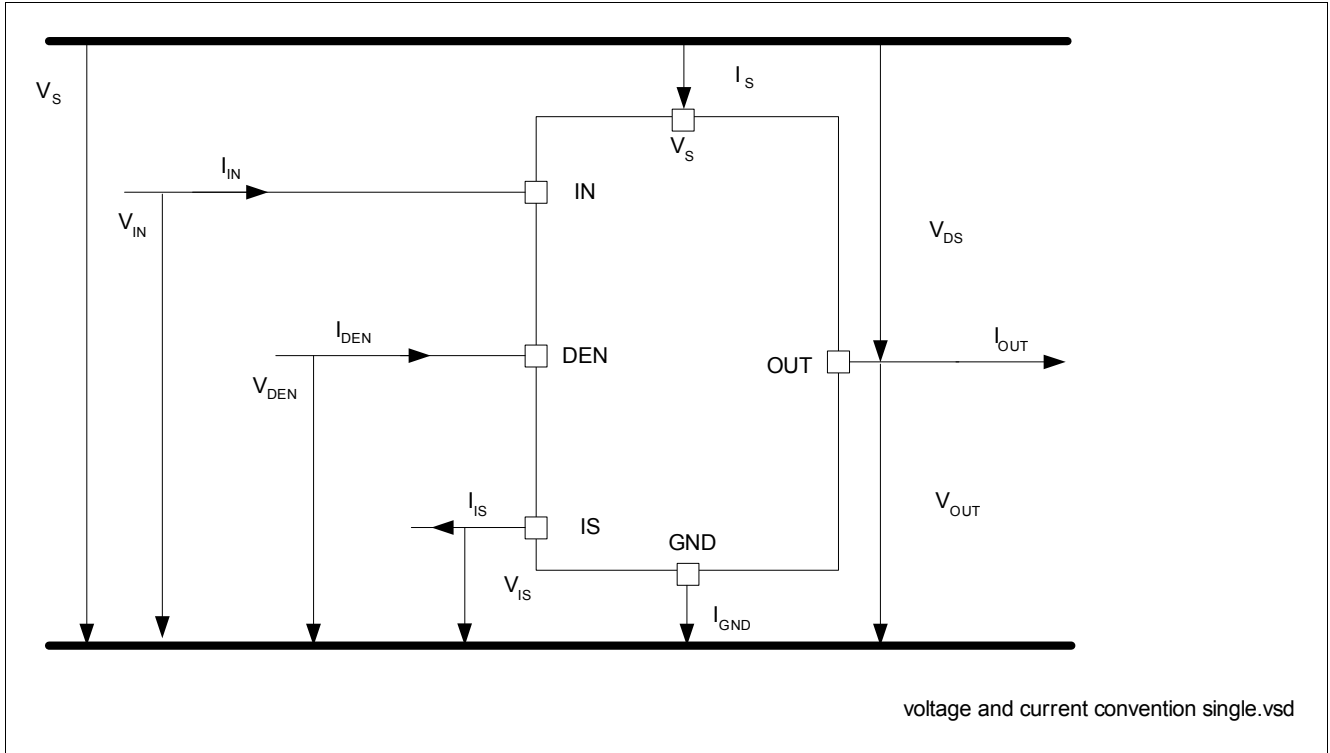 I_S
V_S
V_S
I_IN
IN
V_IN
V_DS
I_DEN
I_OUT
DEN
OUT
V_DEN
I_IS
V_OUT
IS
GND
V_IS
I_GND
voltage and current convention single.vsd